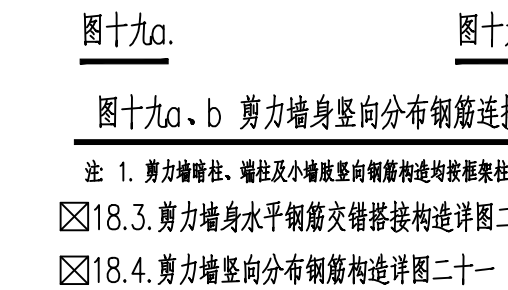 图十九a. 图十
图十九a、b 剪力墙身竖向分布钢筋连
注: 1. 剪力墙暗柱、端柱及小墙肢竖向钢筋构造均按框架柱
☒18.3.剪力墙身水平钢筋交错搭接构造详图二
☒18.4.剪力墙竖向分布钢筋构造详图二十一